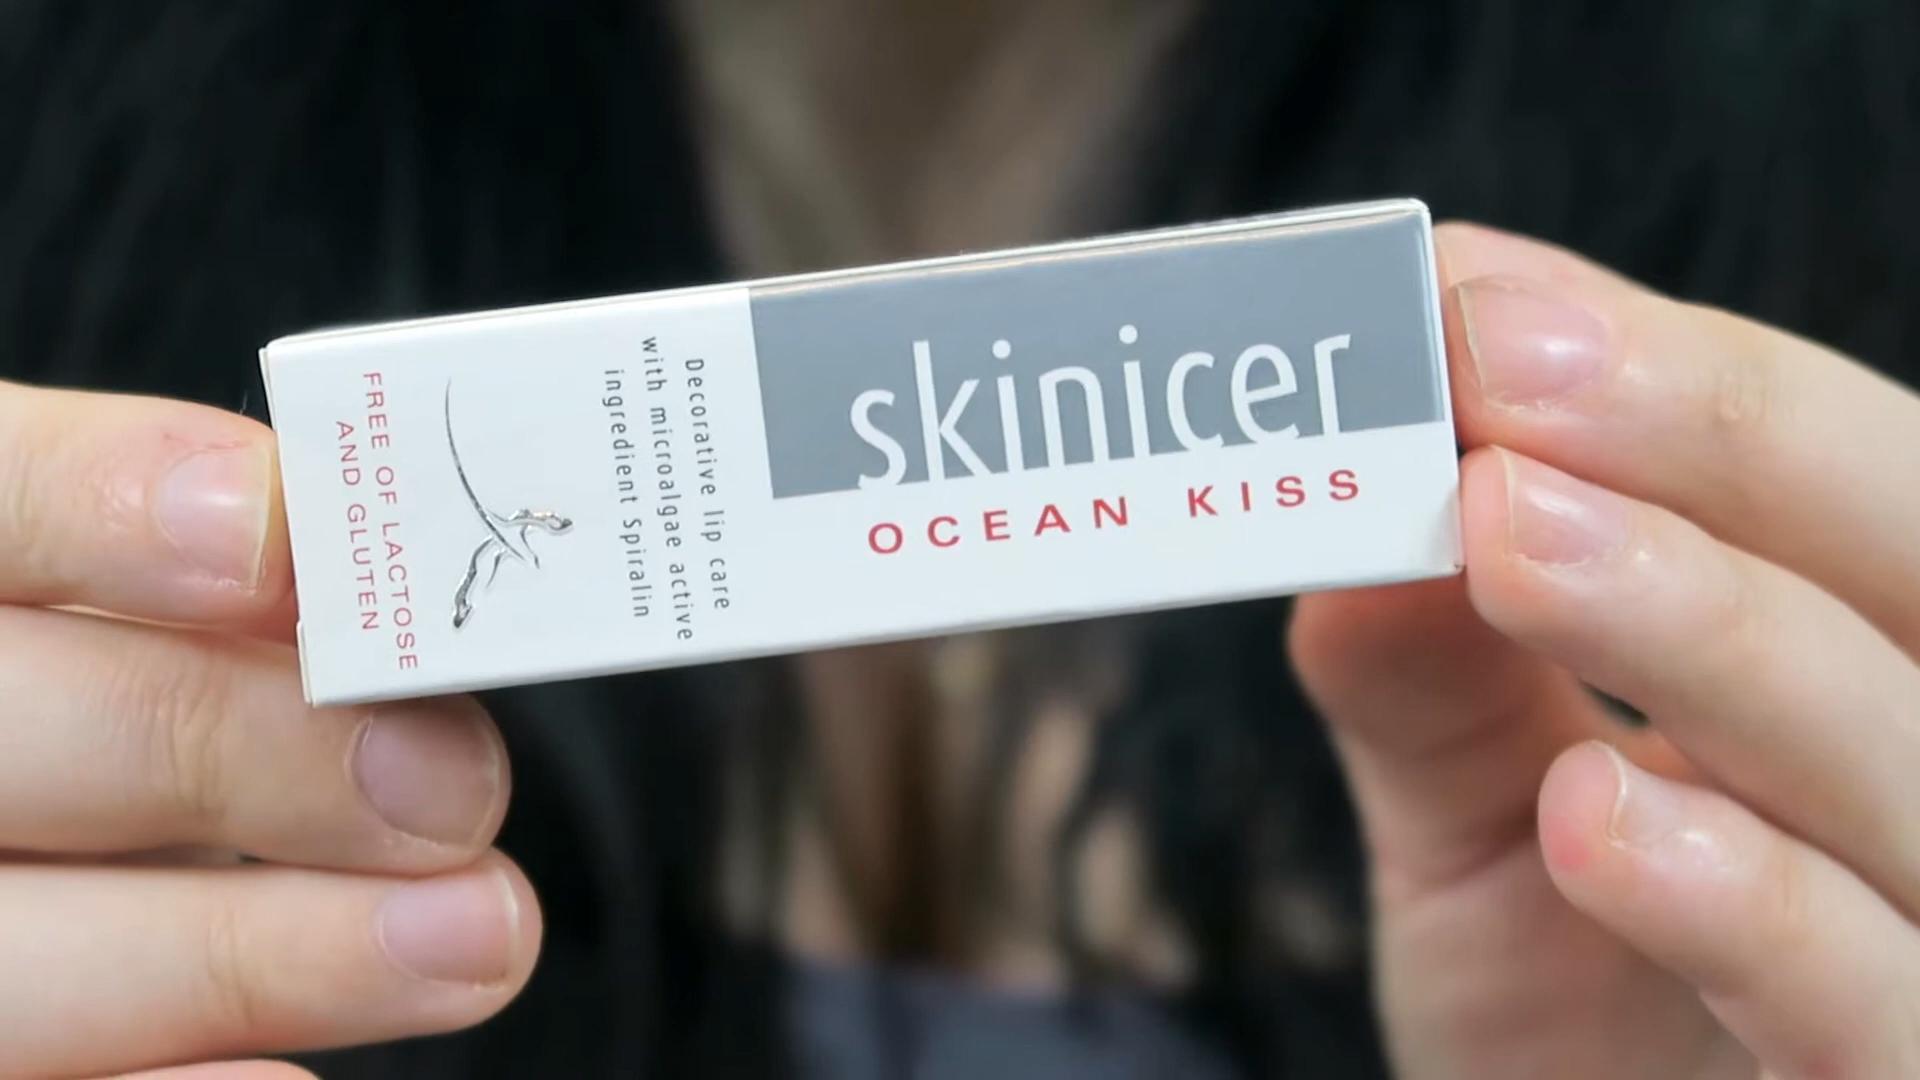 skinicer
OCEAN KISS
Decorative lip care
with microalgae active
ingredient Spiralin
FREE OF LACTOSE
AND GLUTEN